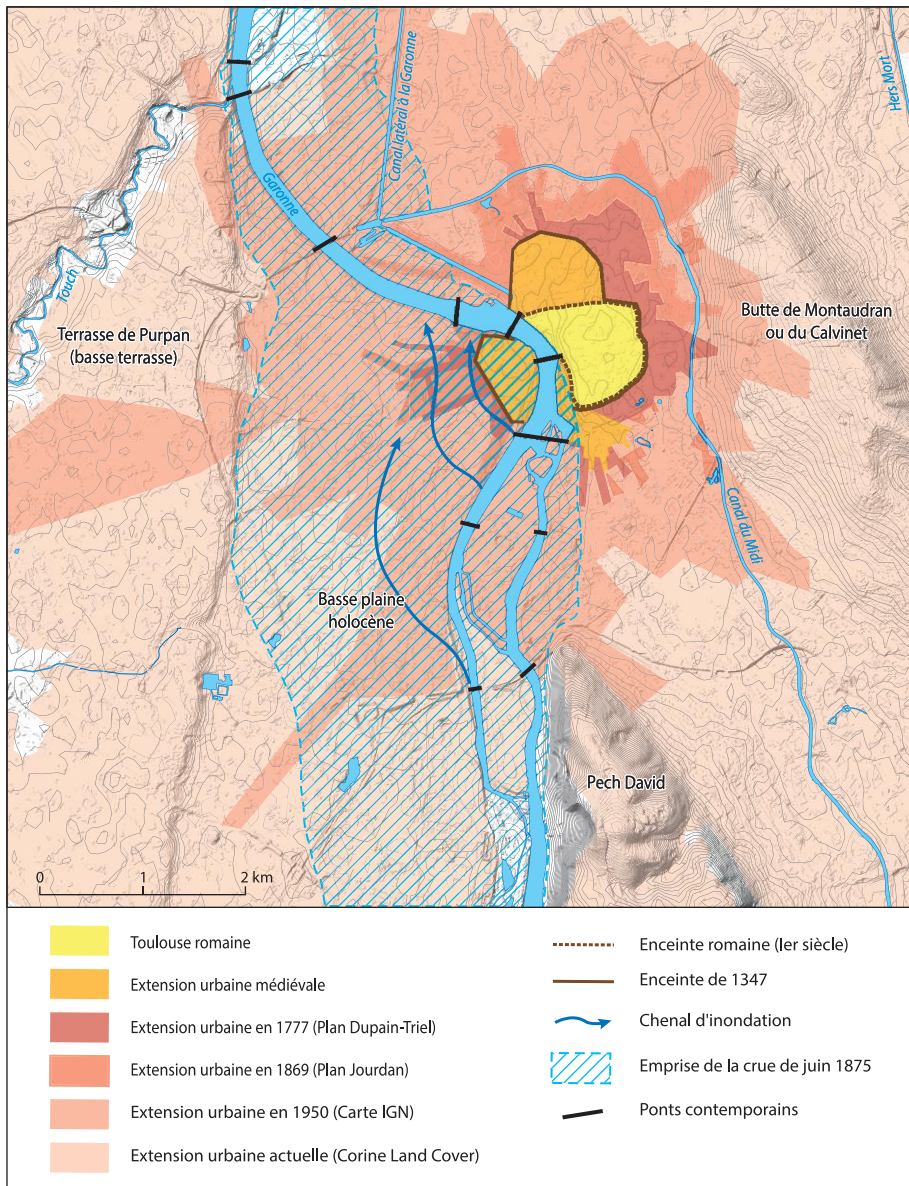 Hers Mort
Canal latéral à la Garonne
Garonne
Touch
Terrasse de Purpan
(basse terrasse)
Butte de Montaudran
ou du Calvinet
Canal du Midi
Basse plaine
holocène
Pech David
0 1 2 km
Toulouse romaine
Extension urbaine médiévale
Extension urbaine en 1777 (Plan Dupain-Triel)
Extension urbaine en 1869 (Plan Jourdan)
Extension urbaine en 1950 (Carte IGN)
Extension urbaine actuelle (Corine Land Cover)
Enceinte romaine (Ier siècle)
Enceinte de 1347
Chenal d'inondation
Emprise de la crue de juin 1875
Ponts contemporains